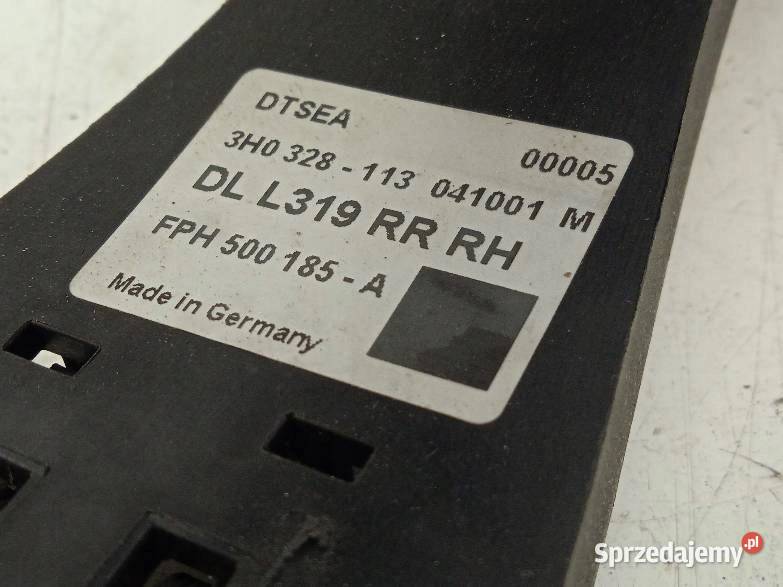 DTSEA
00005
3H0 328 - 113 041001 M
DL L319 RR RH
FPH 500 185 - A
Made in Germany
Sprzedajemy.pl